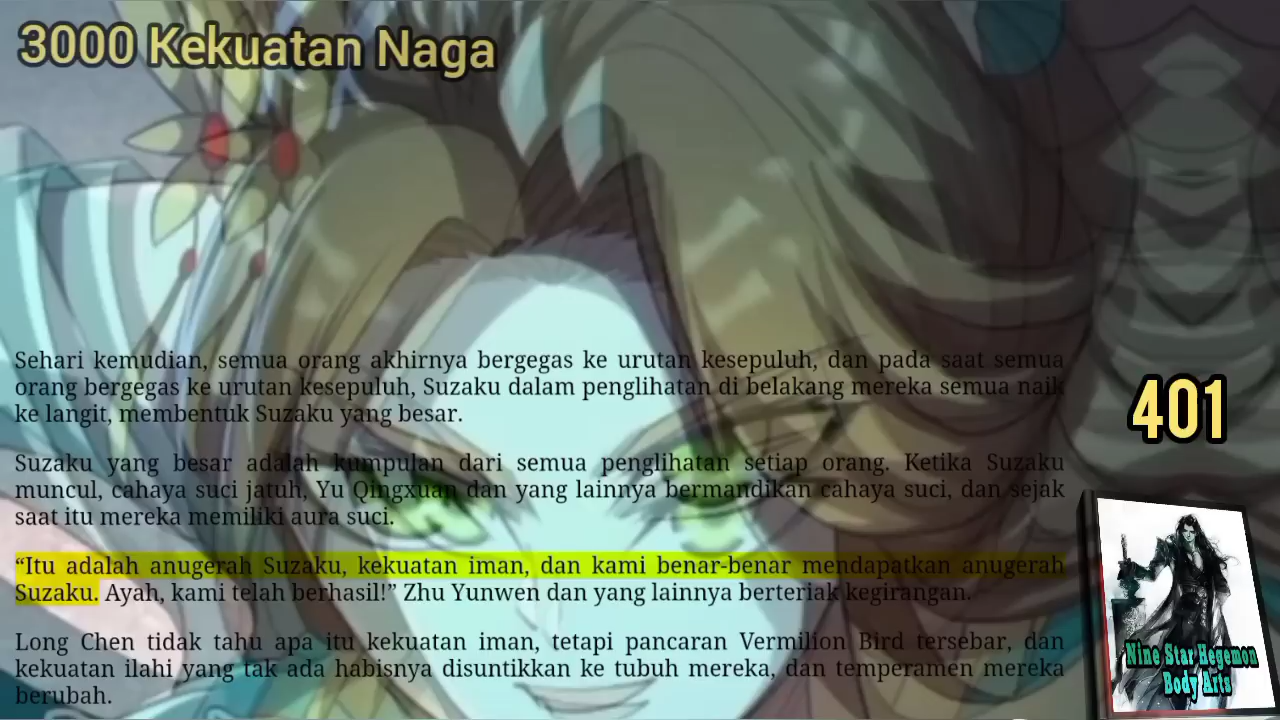 3000 Kekuatan Naga
Sehari kemudian, semua orang akhirnya bergegas ke urutan kesepuluh, dan pada saat semua
orang bergegas ke urutan kesepuluh, Suzaku dalam penglihatan di belakang mereka semua naik
ke langit, membentuk Suzaku yang besar.
Suzaku yang besar adalah kumpulan dari semua penglihatan setiap orang. Ketika Suzaku
muncul, cahaya suci jatuh, Yu Qingxuan dan yang lainnya bermandikan cahaya suci, dan sejak
saat itu mereka memiliki aura suci.
“Itu adalah anugerah Suzaku, kekuatan iman, dan kami benar-benar mendapatkan anugerah
Suzaku. Ayah, kami telah berhasil!” Zhu Yunwen dan yang lainnya berteriak kegirangan.
Long Chen tidak tahu apa itu kekuatan iman, tetapi pancaran Vermilion Bird tersebar, dan
kekuatan ilahi yang tak ada habisnya disuntikkan ke tubuh mereka, dan temperamen mereka
berubah.
401
Nine Star Hegemon
Body Arts